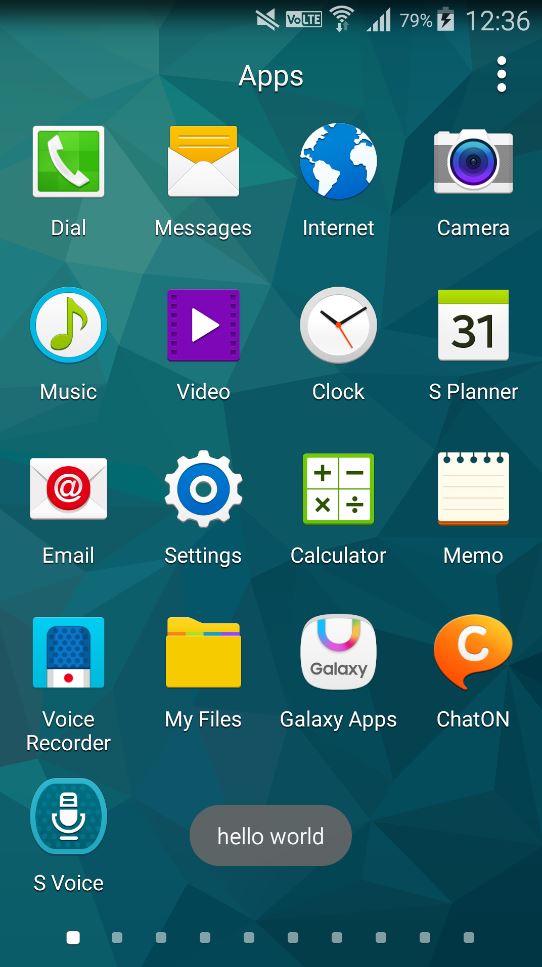 VoLTE 79% 12:36
Apps
Dial Messages Internet Camera
31
Music Video Clock S Planner
@
Email Settings Calculator Memo
Galaxy
C
Voice
Recorder
My Files Galaxy Apps ChatON
hello world
S Voice